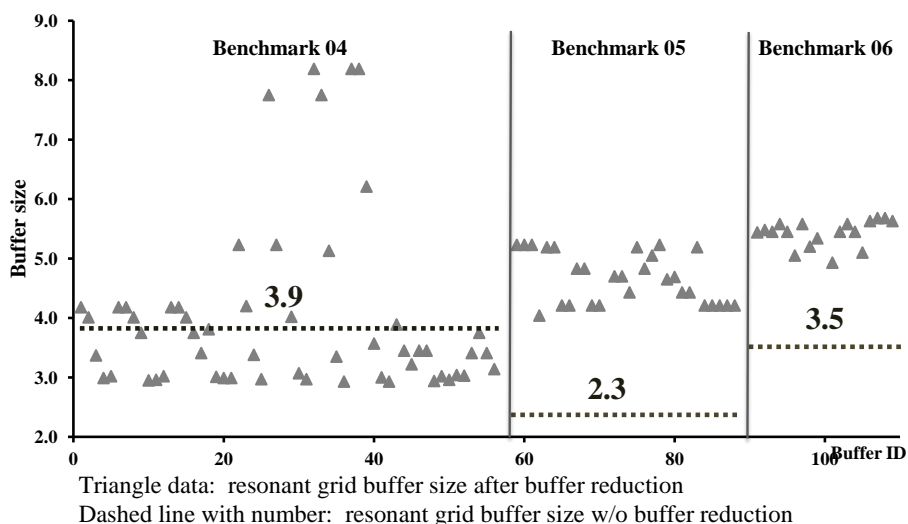 9.0
Benchmark 04 Benchmark 05 Benchmark 06
8.0
7.0
6.0
Buffer size
5.0
3.9
4.0
3.5
3.0
2.3
2.0
0 20 40 60 80 100 Buffer ID
Triangle data: resonant grid buffer size after buffer reduction
Dashed line with number: resonant grid buffer size w/o buffer reduction